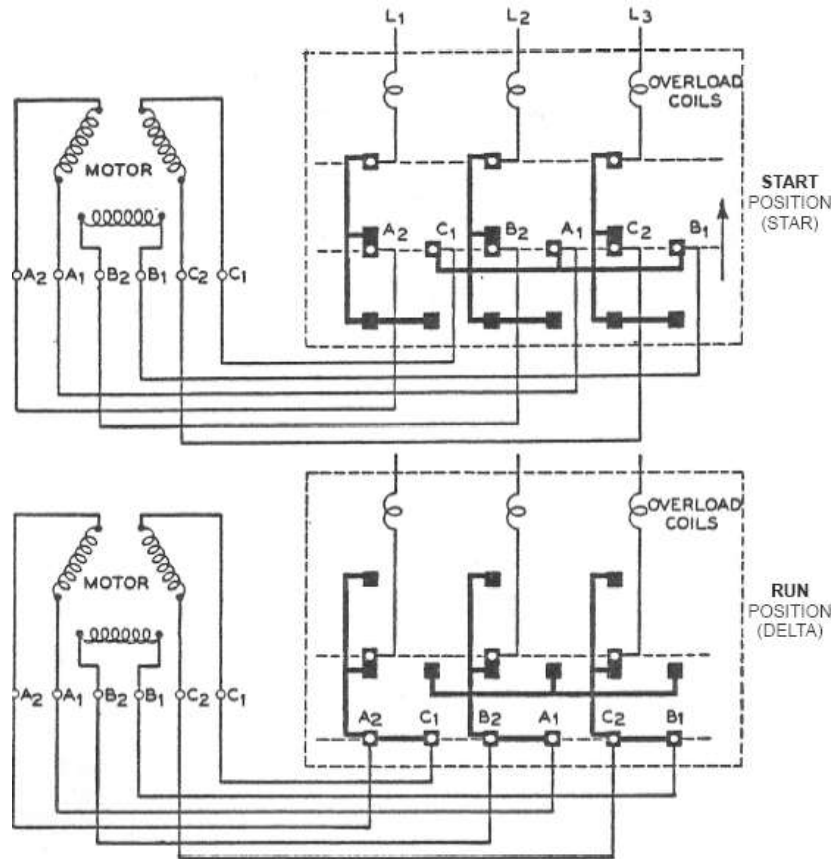 L1 L2 L3
OVERLOAD
COILS
MOTOR
START
POSITION
(STAR)
A2 C1 B2 A1 C2 B1
A2 A1 B2 B1 C2 C1
OVERLOAD
COILS
MOTOR
RUN
POSITION
(DELTA)
A2 A1 B2 B1 C2 C1
A2 C1 B2 A1 C2 B1